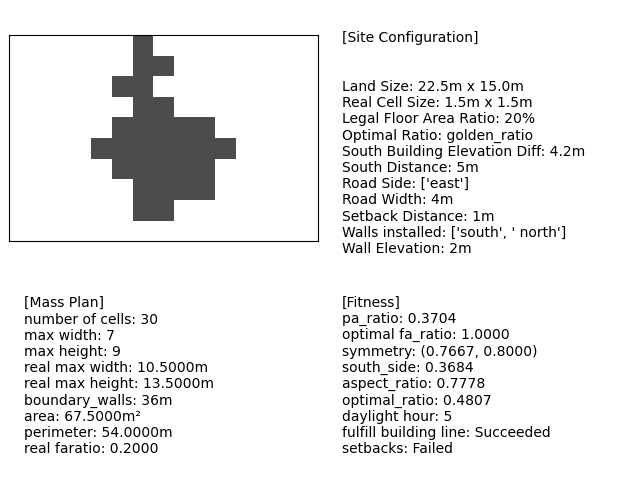 [Site Configuration]
Land Size: 22.5m x 15.0m
Real Cell Size: 1.5m x 1.5m
Legal Floor Area Ratio: 20%
Optimal Ratio: golden_ratio
South Building Elevation Diff: 4.2m
South Distance: 5m
Road Side: ['east']
Road Width: 4m
Setback Distance: 1m
Walls installed: ['south', ' north']
Wall Elevation: 2m
[Mass Plan]
number of cells: 30
max width: 7
max height: 9
real max width: 10.5000m
real max height: 13.5000m
boundary_walls: 36m
area: 67.5000m²
perimeter: 54.0000m
real faratio: 0.2000
[Fitness]
pa_ratio: 0.3704
optimal fa_ratio: 1.0000
symmetry: (0.7667, 0.8000)
south_side: 0.3684
aspect_ratio: 0.7778
optimal_ratio: 0.4807
daylight hour: 5
fulfill building line: Succeeded
setbacks: Failed